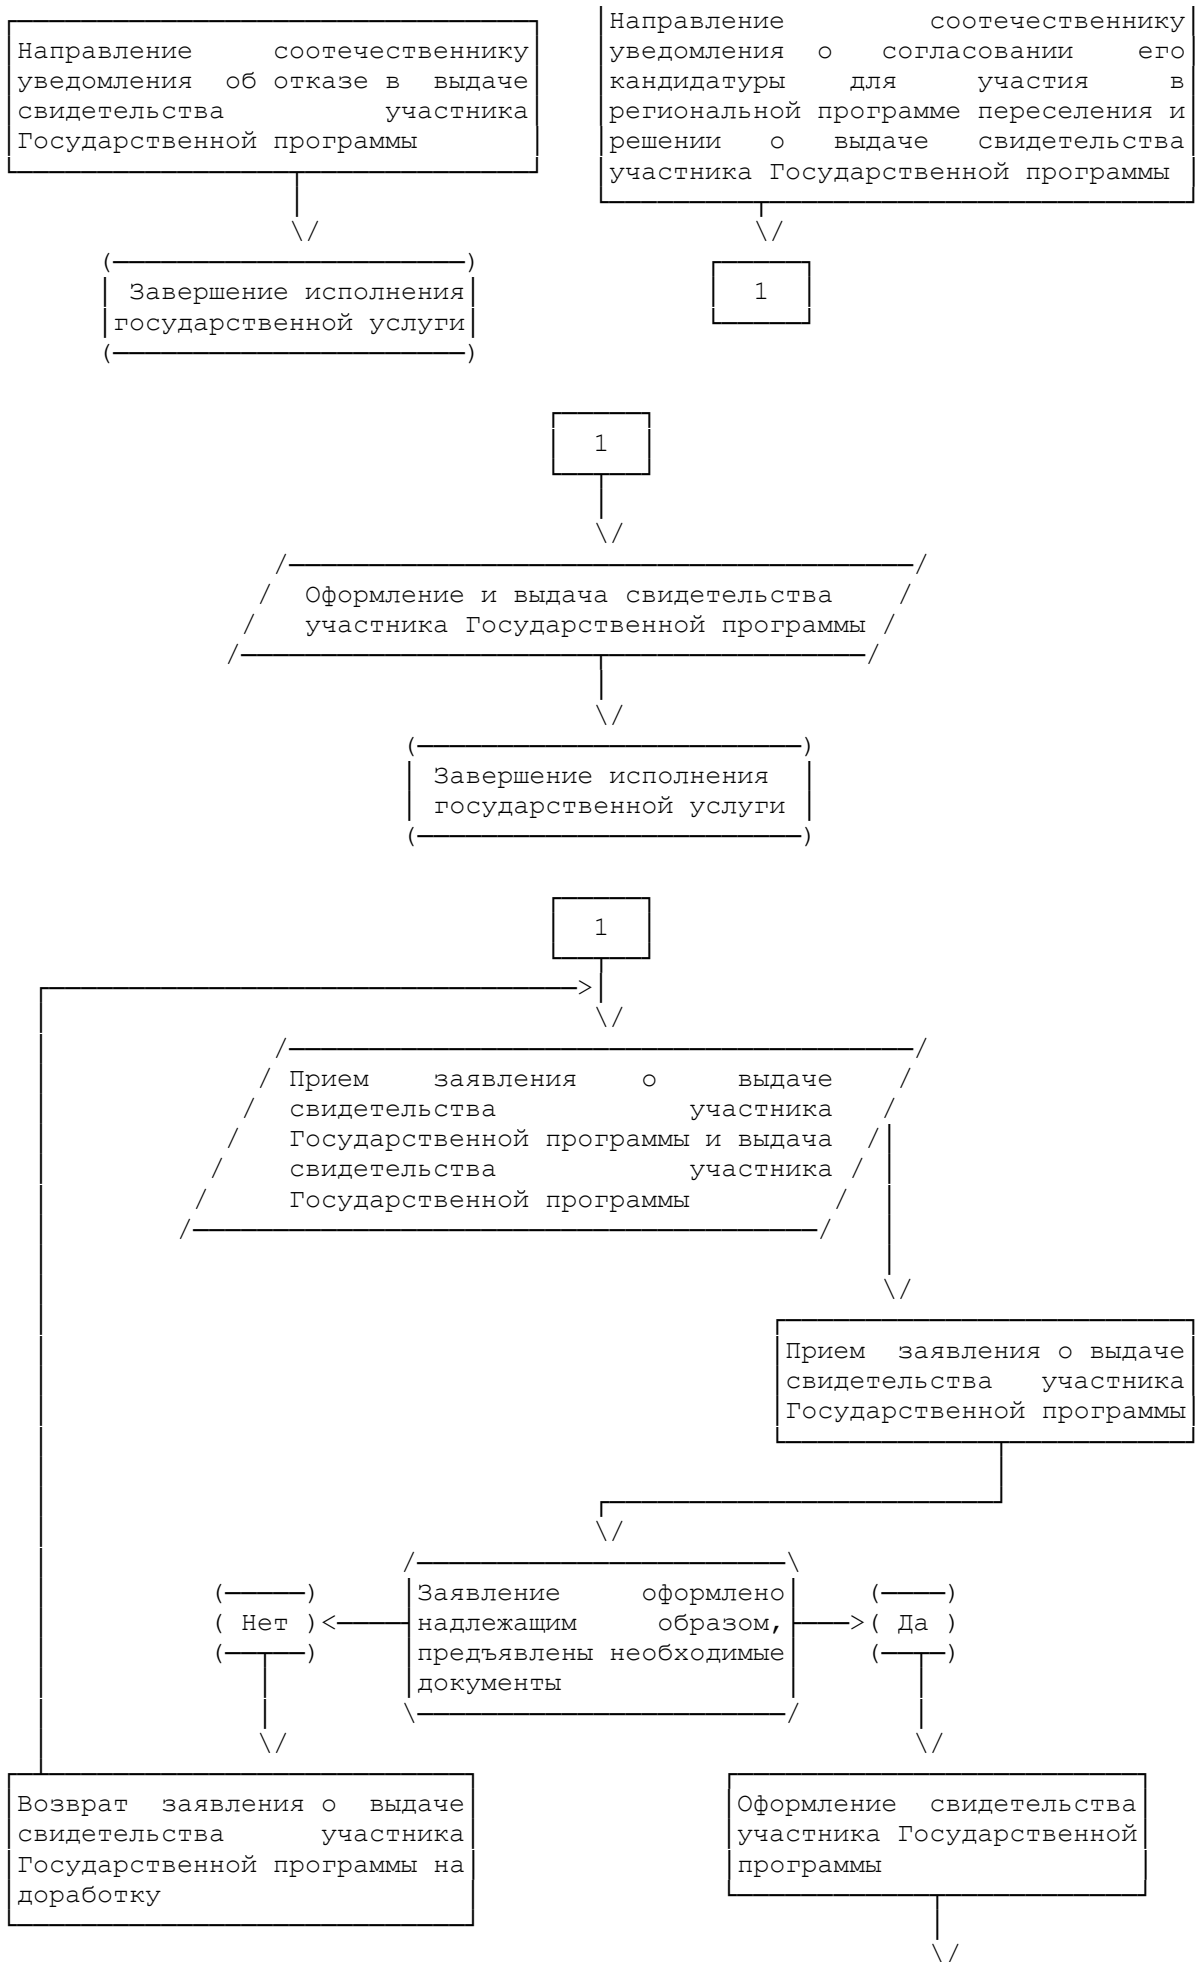 Направление соотечественнику
уведомления об отказе в выдаче
свидетельства участника
Государственной программы
Направление соотечественнику
уведомления о согласовании его
кандидатуры для участия в
региональной программе переселения и
решении о выдаче свидетельства
участника Государственной программы
Завершение исполнения
государственной услуги
1
1
Оформление и выдача свидетельства
участника Государственной программы
Завершение исполнения
государственной услуги
1
Прием заявления о выдаче
свидетельства участника
Государственной программы и выдача
свидетельства участника
Государственной программы
Прием заявления о выдаче
свидетельства участника
Государственной программы
Заявление оформлено
надлежащим образом,
предъявлены необходимые
документы
Нет
Да
Возврат заявления о выдаче
свидетельства участника
Государственной программы на
доработку
Оформление свидетельства
участника Государственной
программы